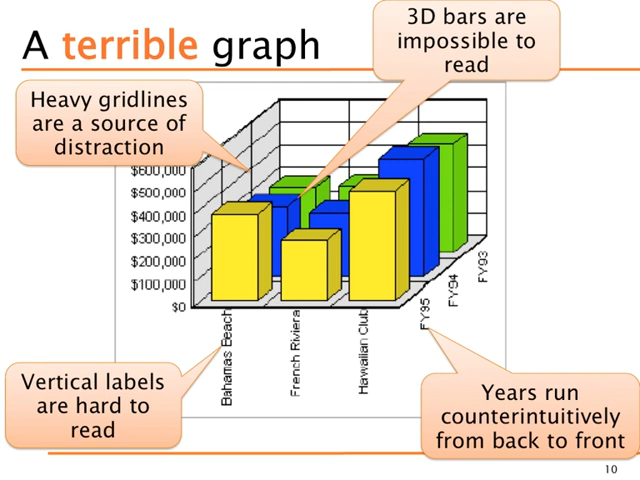 A terrible graph
3D bars are
impossible to
read
Heavy gridlines
are a source of
distraction
$600,000
$500,000
$400,000
$300,000
$200,000
$100,000
$0
Bahamas Beach
French Riviera
Hawaiian Club
FY95
FY94
FY93
Vertical labels
are hard to
read
Years run
counterintuitively
from back to front
10